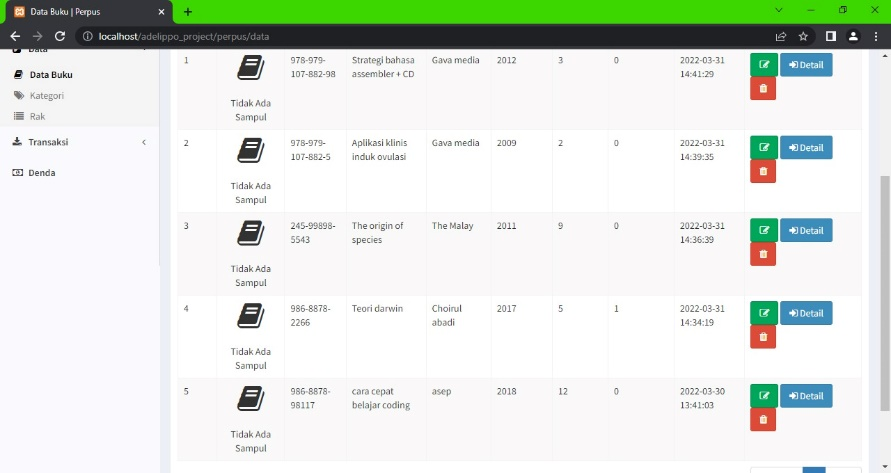 Data Buku | Perpus
localhost/adelippo_project/perpus/data
Data
Data Buku
Kategori
Rak
Transaksi
Denda
1
Tidak Ada
Sampul
978-979-
107-882-98
Strategi bahasa
assembler + CD
Gava media
2012
3
0
2022-03-31
14:41:29
Detail
2
Tidak Ada
Sampul
978-979-
107-882-5
Aplikasi klinis
induk ovulasi
Gava media
2009
2
0
2022-03-31
14:39:35
Detail
3
Tidak Ada
Sampul
245-99898-
5543
The origin of
species
The Malay
2011
9
0
2022-03-31
14:36:39
Detail
4
Tidak Ada
Sampul
986-8878-
2266
Teori darwin
Choirul
abadi
2017
5
1
2022-03-31
14:34:19
Detail
5
Tidak Ada
Sampul
986-8878-
98117
cara cepat
belajar coding
asep
2018
12
0
2022-03-30
13:41:03
Detail